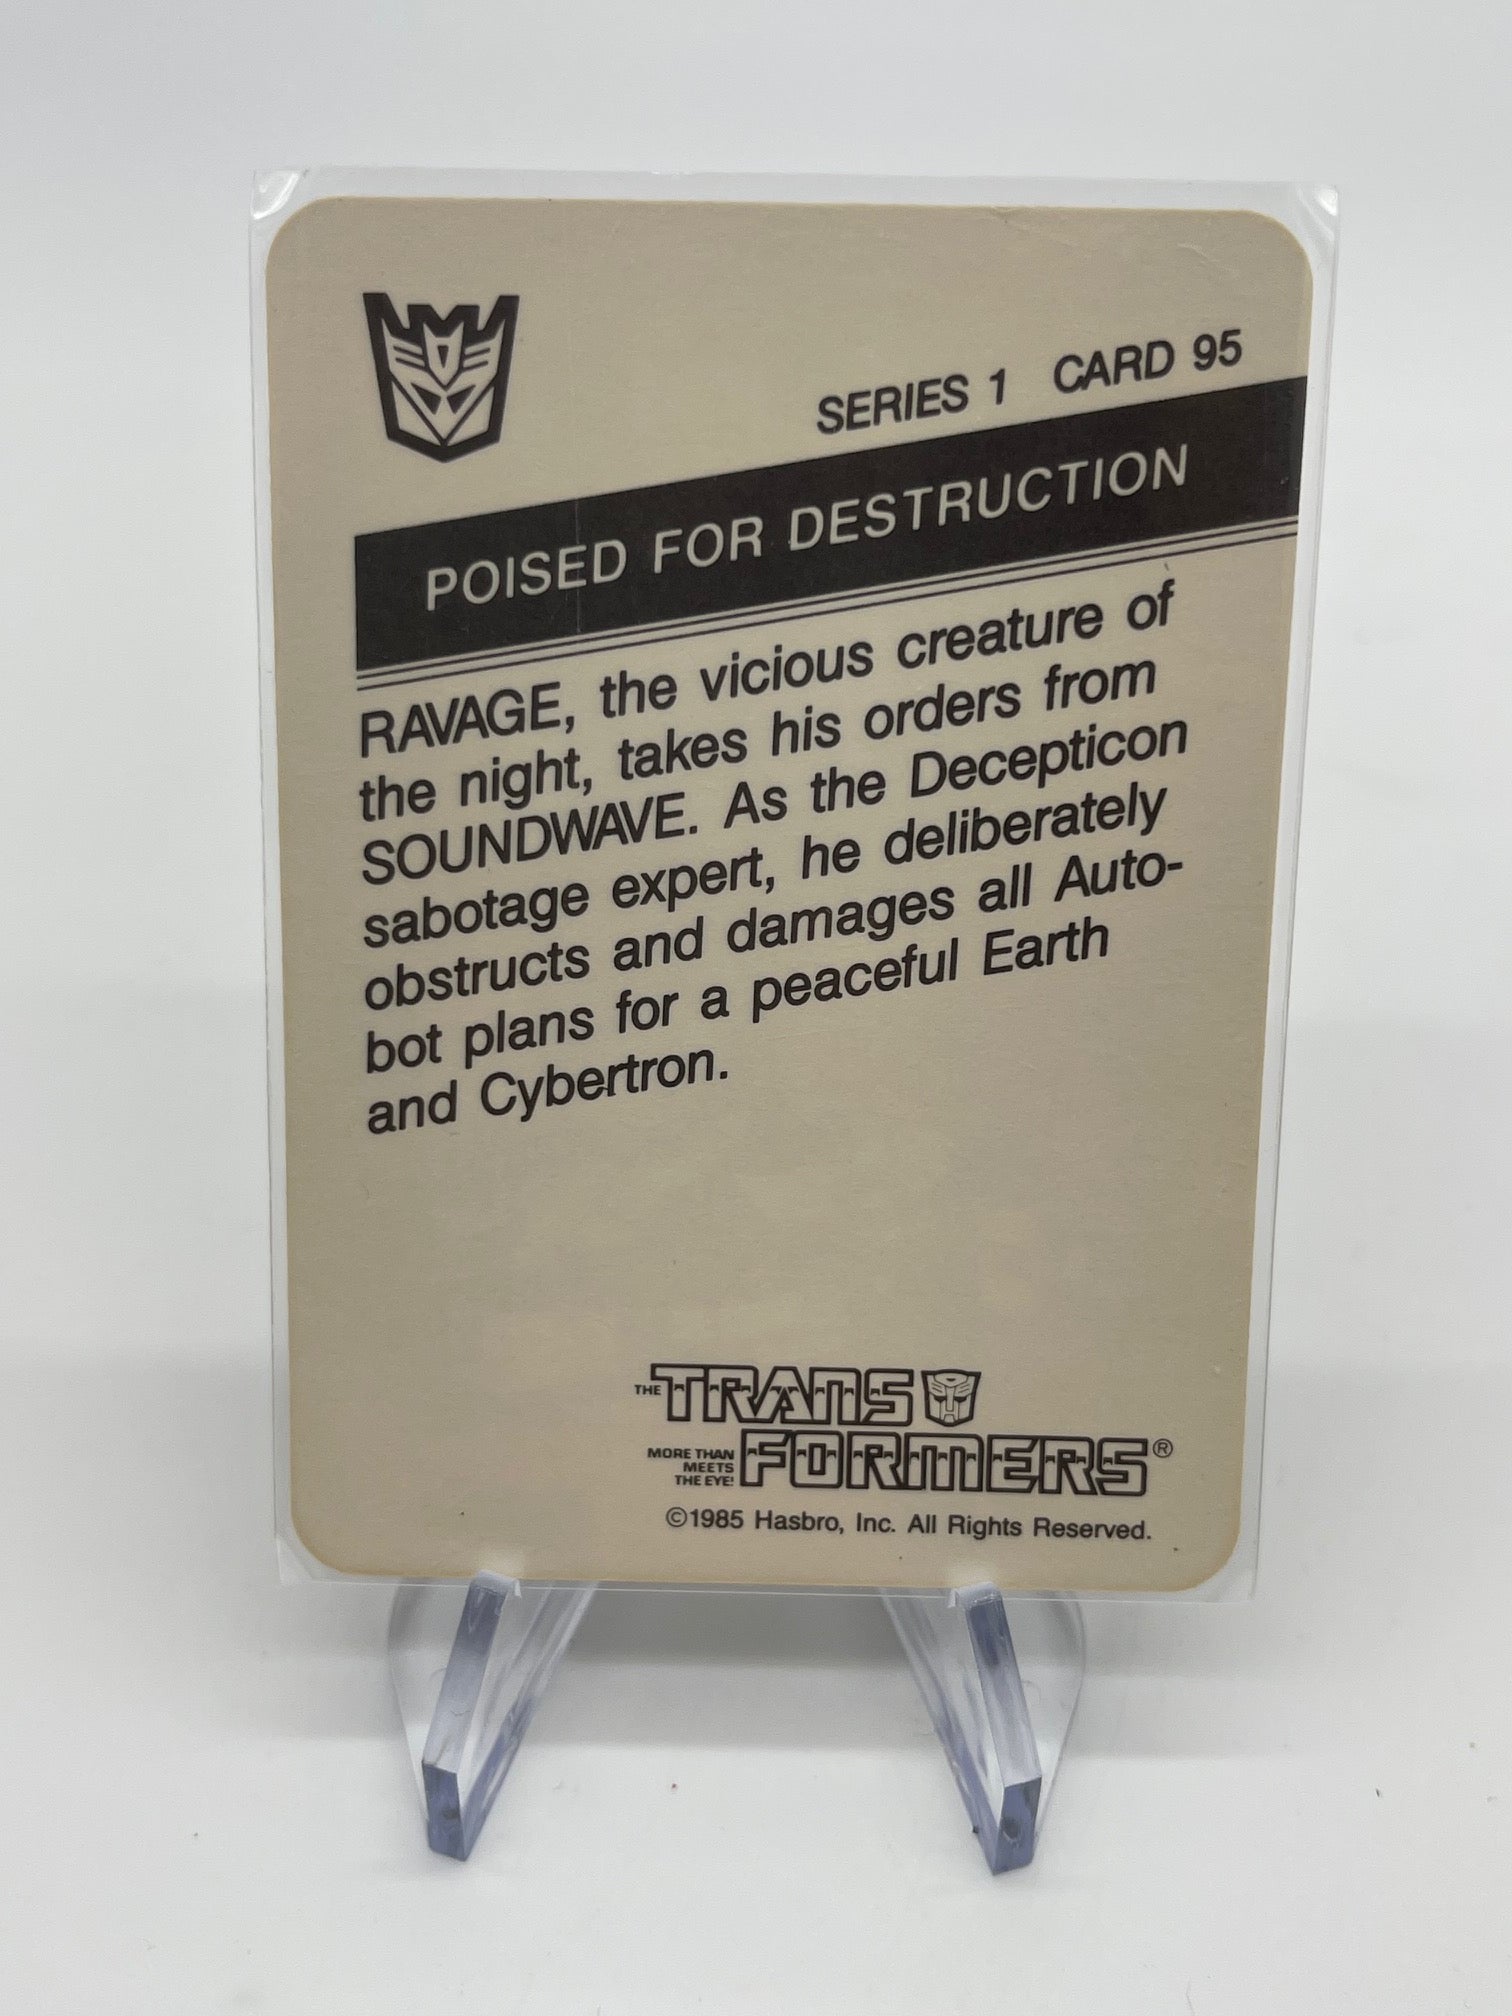 SERIES 1 CARD 95
POISED FOR DESTRUCTION
RAVAGE, the vicious creature of
the night, takes his orders from
SOUNDWAVE. As the Decepticon
sabotage expert, he deliberately
obstructs and damages all Auto-
bot plans for a peaceful Earth
and Cybertron.
THE TRANS
FORMERS®
MORE THAN
MEETS
THE EYE!
©1985 Hasbro, Inc. All Rights Reserved.